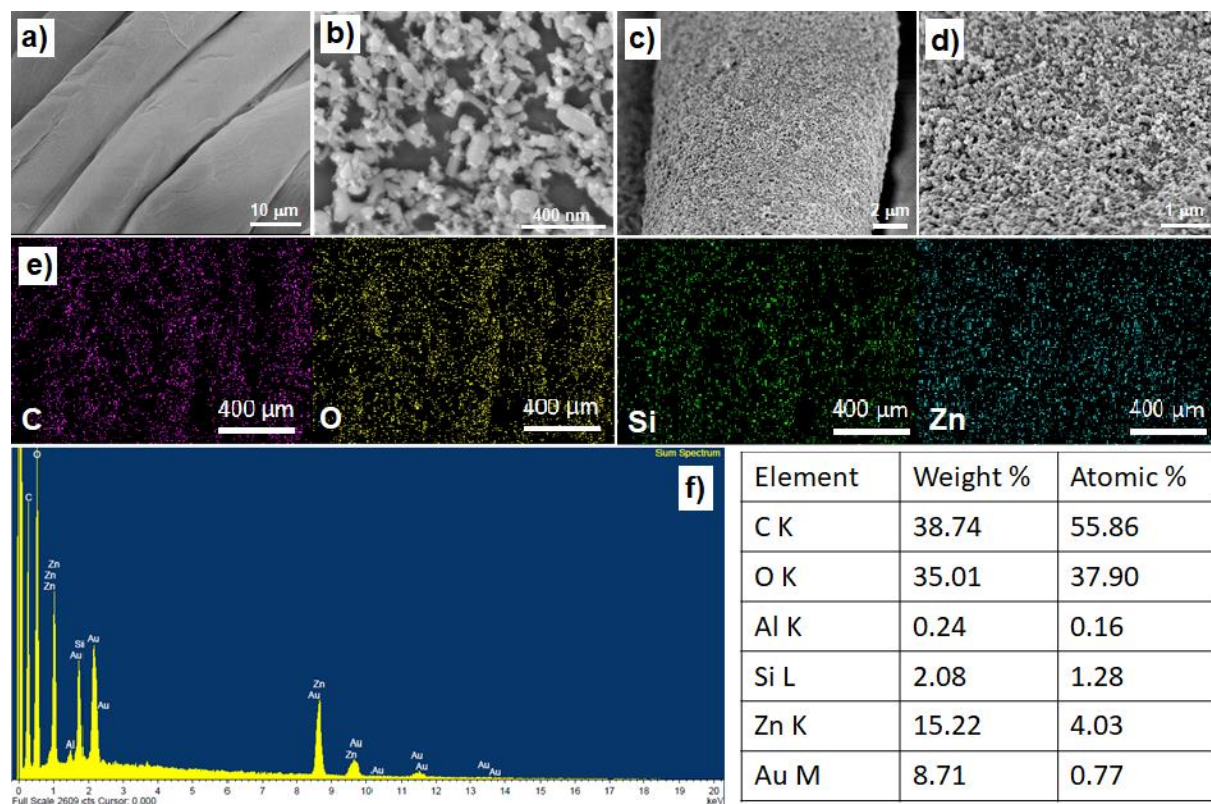 a)
10 µm
b)
400 nm
c)
2 µm
d)
1 µm
e)
C
400 µm
O
400 µm
Si
400 µm
Zn
400 µm
Sum Spectrum
f)
O
C
Zn
Zn
Zn
Al
Si
Au
Au
Au
Zn
Au
Au
Zn
Au
Au
Au
Au
Au
0 1 2 3 4 5 6 7 8 9 10 11 12 13 14 15 16 17 18 19 20
Full Scale 2609 cts Cursor: 0.000
keV
Element Weight % Atomic %
C K 38.74 55.86
O K 35.01 37.90
Al K 0.24 0.16
Si L 2.08 1.28
Zn K 15.22 4.03
Au M 8.71 0.77